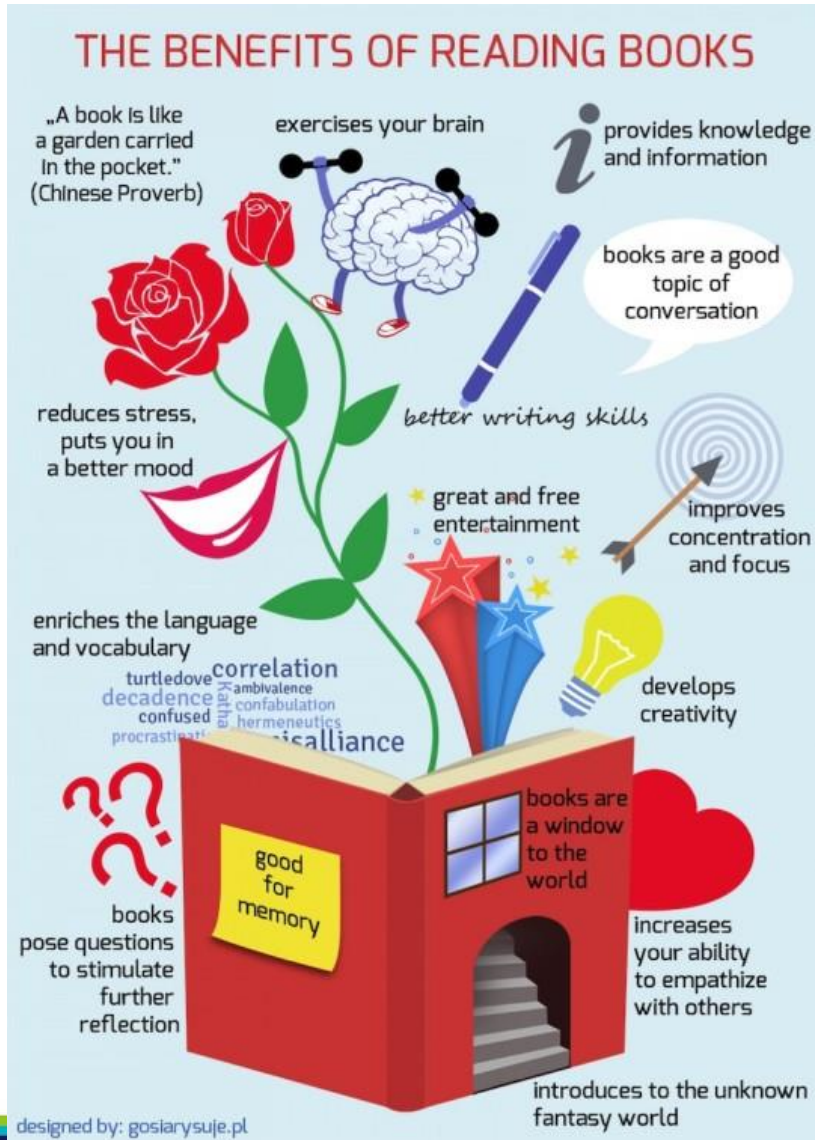 THE BENEFITS OF READING BOOKS
„A book is like
a garden carried
in the pocket.”
(Chinese Proverb)
exercises your brain
provides knowledge
and information
books are a good
topic of
conversation
reduces stress,
puts you in
a better mood
better writing skills
great and free
entertainment
improves
concentration
and focus
enriches the language
and vocabulary
turtledove
correlation
decadence
ambivalence
confabulation
confused
hermeneutics
develops
creativity
good
for
memory
books are
a window
to the
world
books
pose questions
to stimulate
further
reflection
increases
your ability
to empathize
with others
introduces to the unknown
fantasy world
designed by: gosiarysuje.pl